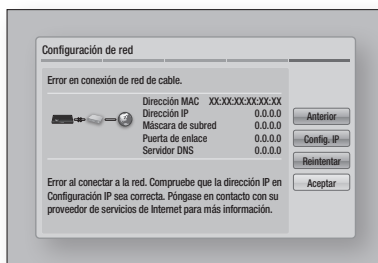 Configuración de red
Error en conexión de red de cable.
Dirección MAC XX:XX:XX:XX:XX:XX
Dirección IP 0.0.0.0
Máscara de subred 0.0.0.0
Puerta de enlace 0.0.0.0
Servidor DNS 0.0.0.0
Anterior
Config. IP
Reintentar
Aceptar
Error al conectar a la red. Compruebe que la dirección IP en
Configuración IP sea correcta. Póngase en contacto con su
proveedor de servicios de Internet para más información.